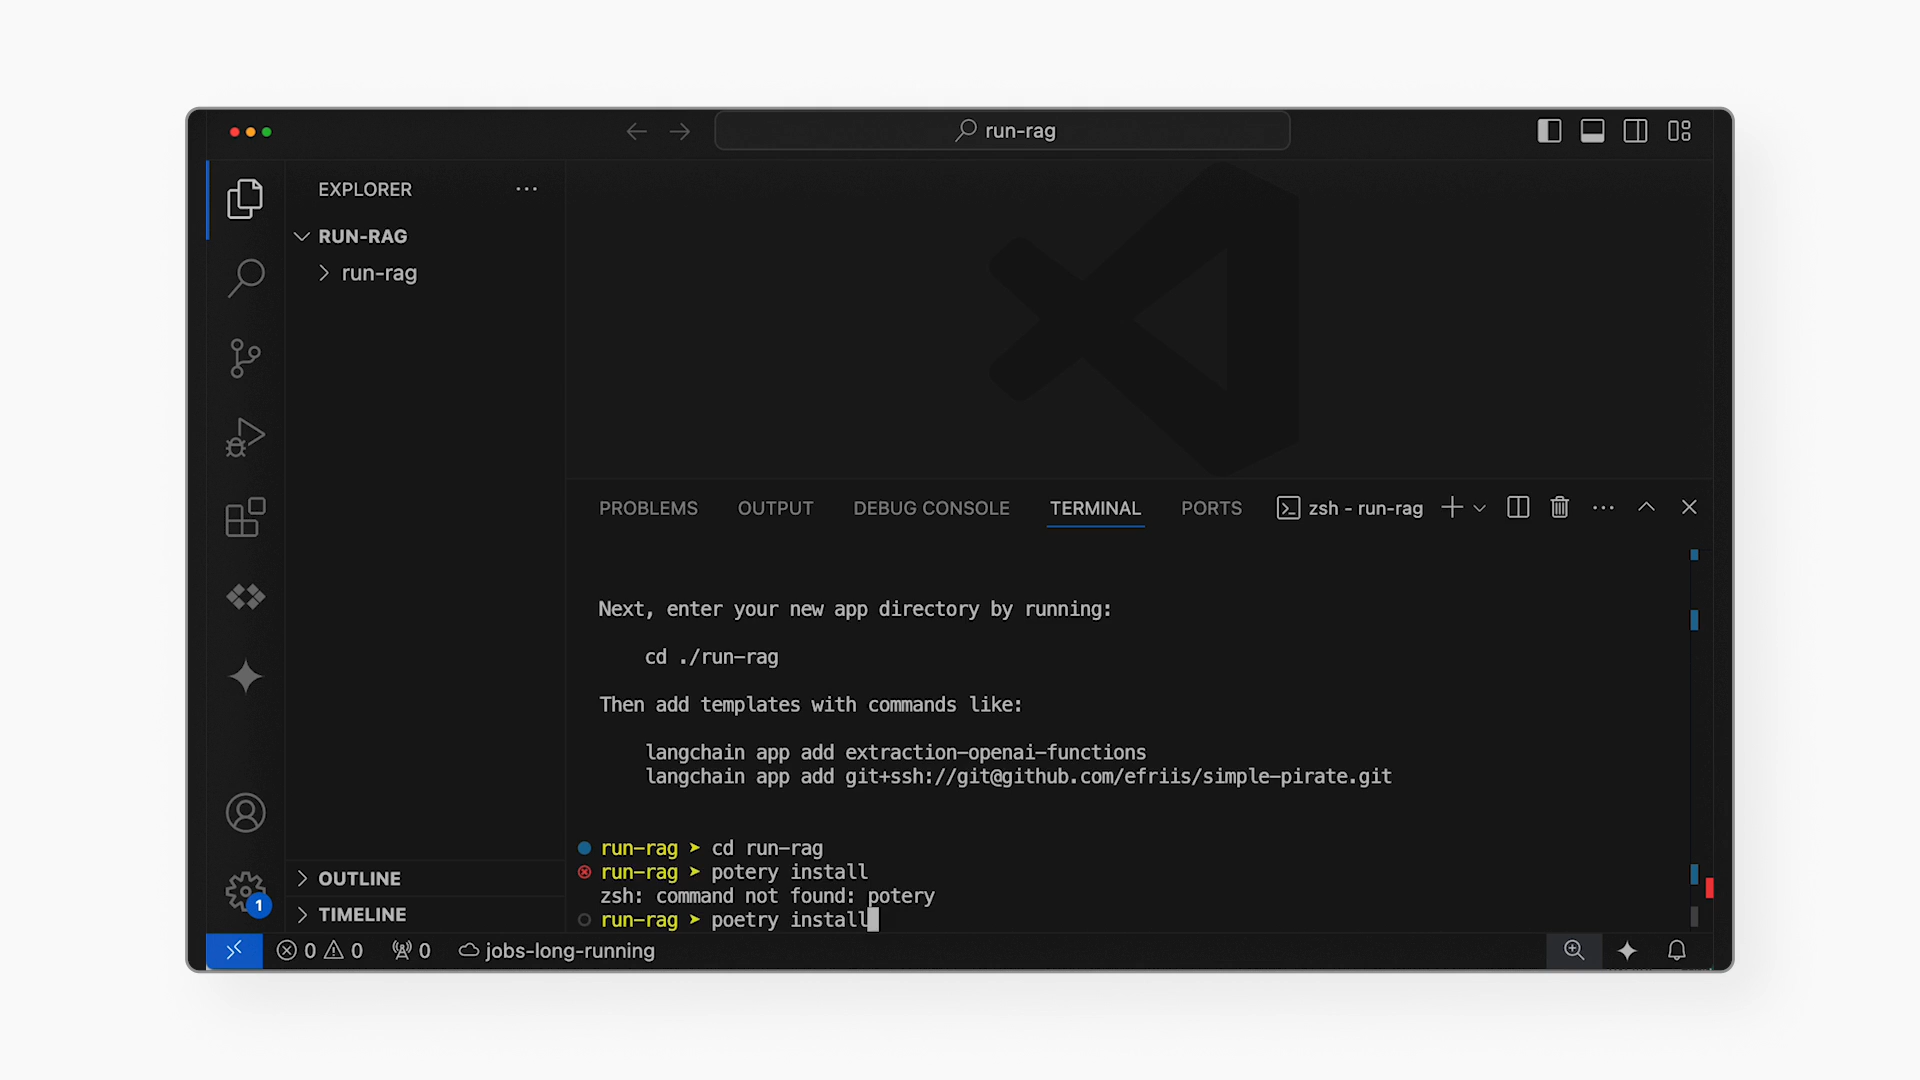 run-rag
EXPLORER
RUN-RAG
run-rag
OUTLINE
TIMELINE
PROBLEMS OUTPUT DEBUG CONSOLE TERMINAL PORTS zsh - run-rag
Next, enter your new app directory by running:
cd ./run-rag
Then add templates with commands like:
langchain app add extraction-openai-functions
langchain app add git+ssh://git@github.com/efriis/simple-pirate.git
run-rag ➤ cd run-rag
run-rag ➤ potery install
zsh: command not found: potery
run-rag ➤ poetry install
1
0 0 0 jobs-long-running